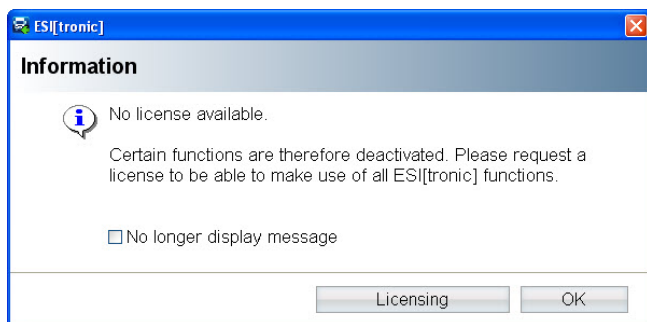 ESI[tronic]
Information
No license available.
Certain functions are therefore deactivated. Please request a
license to be able to make use of all ESI[tronic] functions.
No longer display message
Licensing
OK